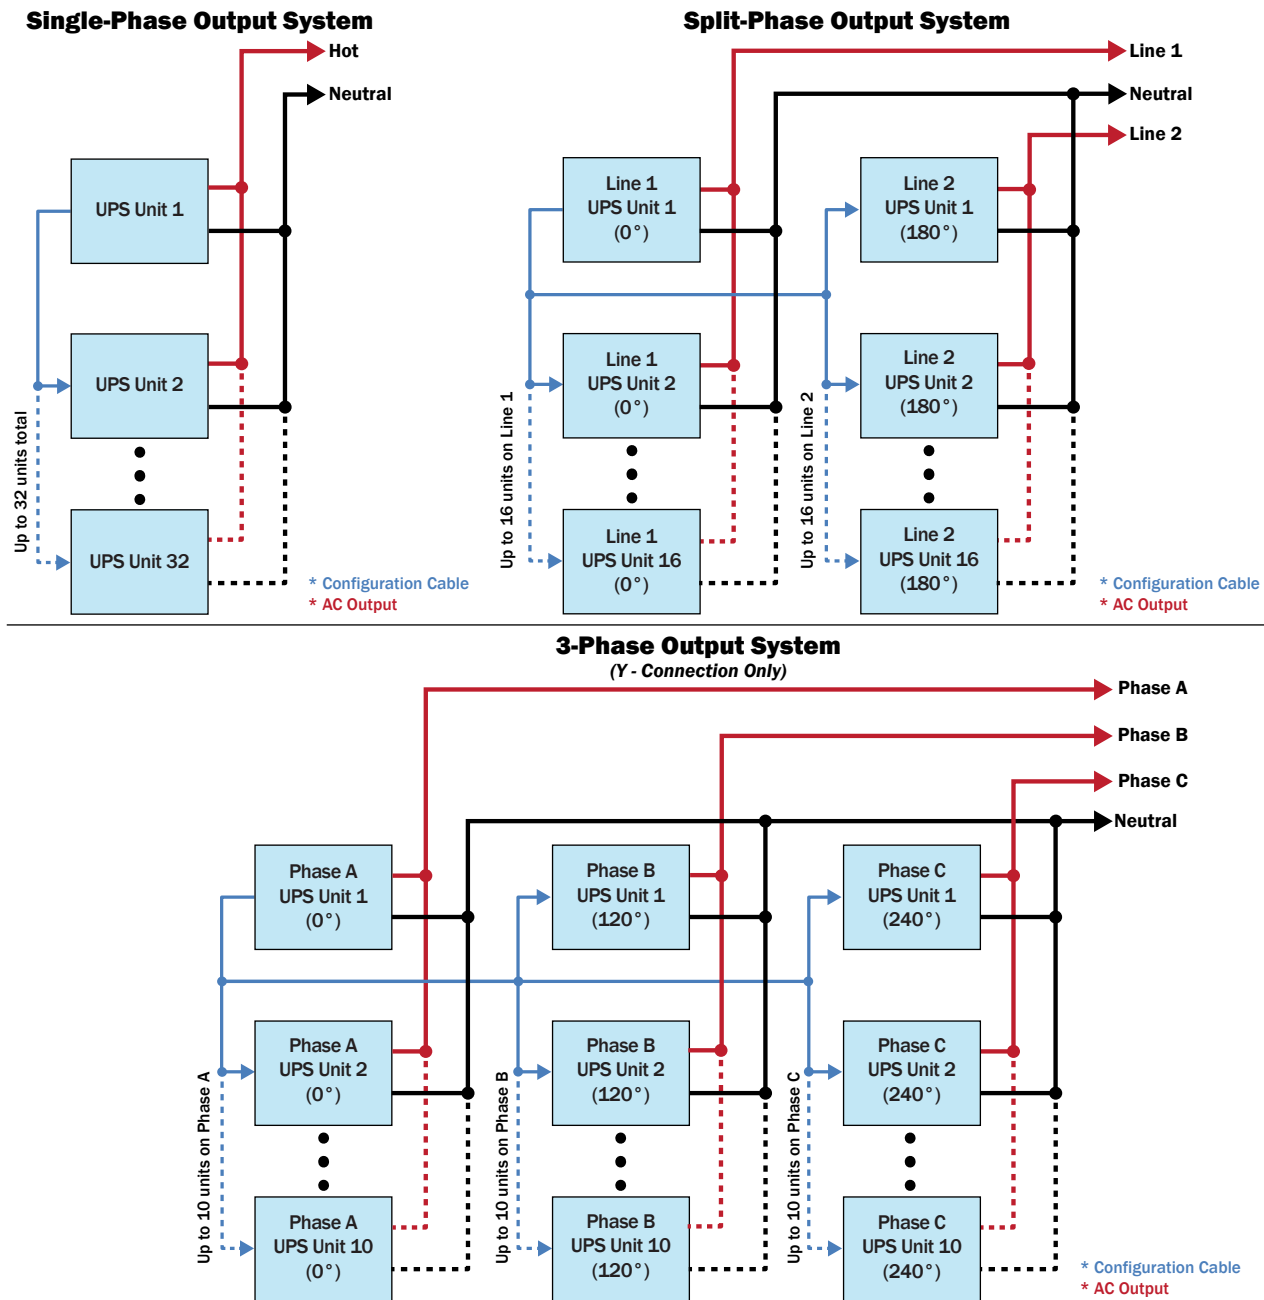 Single-Phase Output System
Hot
Neutral
UPS Unit 1
UPS Unit 2
UPS Unit 32
Up to 32 units total
* Configuration Cable
* AC Output
Split-Phase Output System
Line 1
Neutral
Line 2
Line 1
UPS Unit 1
(0°)
Line 2
UPS Unit 1
(180°)
Line 1
UPS Unit 2
(0°)
Line 2
UPS Unit 2
(180°)
Line 1
UPS Unit 16
(0°)
Line 2
UPS Unit 16
(180°)
Up to 16 units on Line 1
Up to 16 units on Line 2
* Configuration Cable
* AC Output
3-Phase Output System
(Y - Connection Only)
Phase A
Phase B
Phase C
Neutral
Phase A
UPS Unit 1
(0°)
Phase B
UPS Unit 1
(120°)
Phase C
UPS Unit 1
(240°)
Phase A
UPS Unit 2
(0°)
Phase B
UPS Unit 2
(120°)
Phase C
UPS Unit 2
(240°)
Phase A
UPS Unit 10
(0°)
Phase B
UPS Unit 10
(120°)
Phase C
UPS Unit 10
(240°)
Up to 10 units on Phase A
Up to 10 units on Phase B
Up to 10 units on Phase C
* Configuration Cable
* AC Output